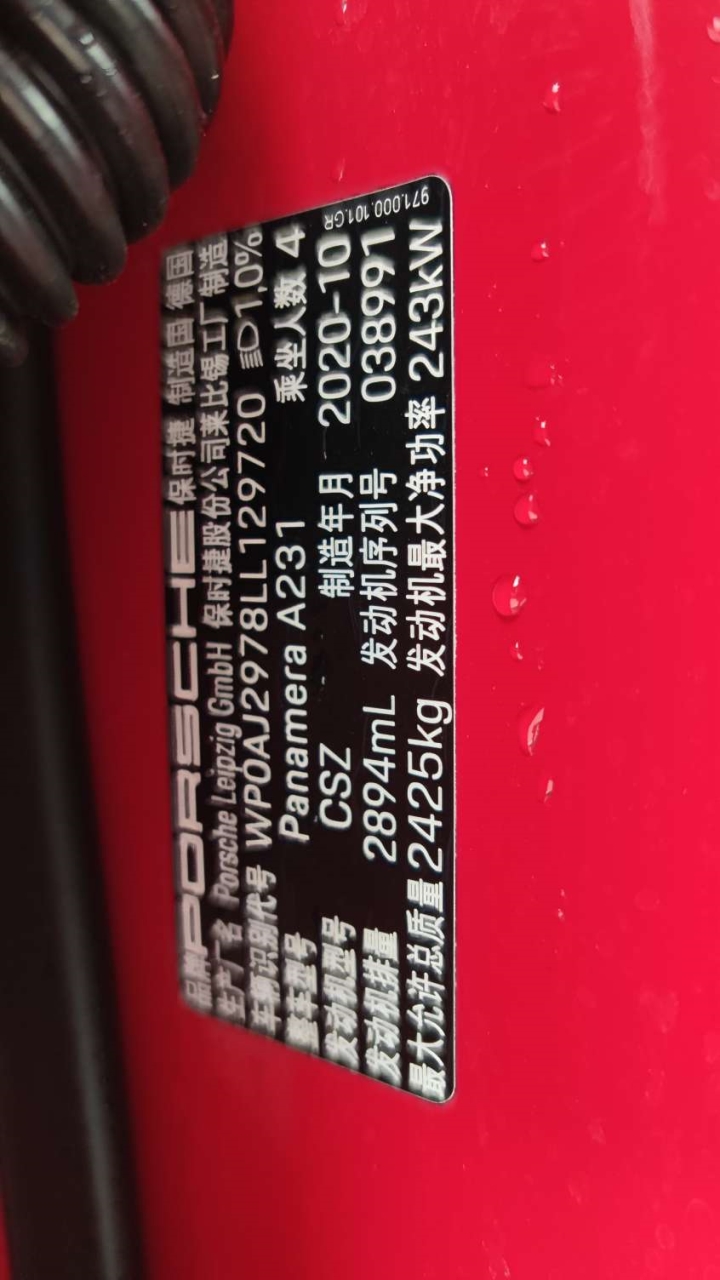 品牌 PORSCHE 保时捷 制造国 德国
生产厂名 Porsche Leipzig GmbH 保时捷股份公司莱比锡工厂制造
车辆识别代号 WP0AJ2978LL129720 1,0%
整车型号 Panamera A231 乘坐人数 4
发动机型号 CSZ 制造年月 2020-10
发动机排量 2894mL 发动机序列号 038991
最大允许总质量 2425kg 发动机最大净功率 243kW
971.000.101.GR